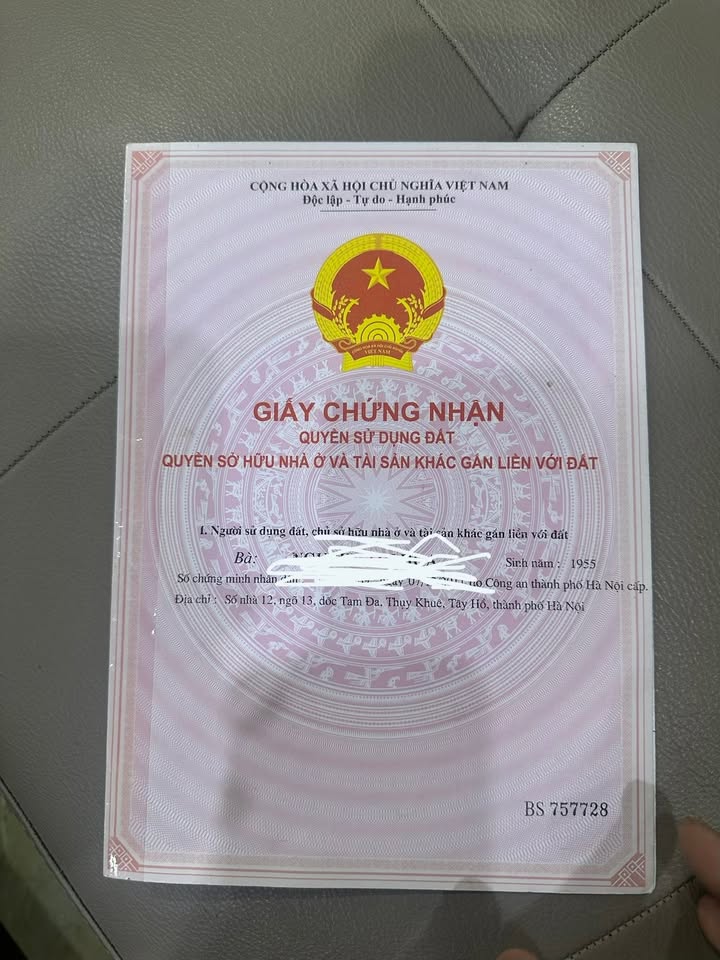 CỘNG HÒA XÃ HỘI CHỦ NGHĨA VIỆT NAM
Độc lập - Tự do - Hạnh phúc
VIỆT NAM
GIẤY CHỨNG NHẬN
QUYỀN SỬ DỤNG ĐẤT
QUYỀN SỞ HỮU NHÀ Ở VÀ TÀI SẢN KHÁC GẮN LIỀN VỚI ĐẤT
I. Người sử dụng đất, chủ sở hữu nhà ở và tài sản khác gắn liền với đất
Bà: Sinh năm : 1955
Số chứng minh nhân dân ngày Công an thành phố Hà Nội cấp.
Địa chỉ : Số nhà 12, ngõ 13, dốc Tam Đa, Thụy Khuê, Tây Hồ, thành phố Hà Nội
BS 757728